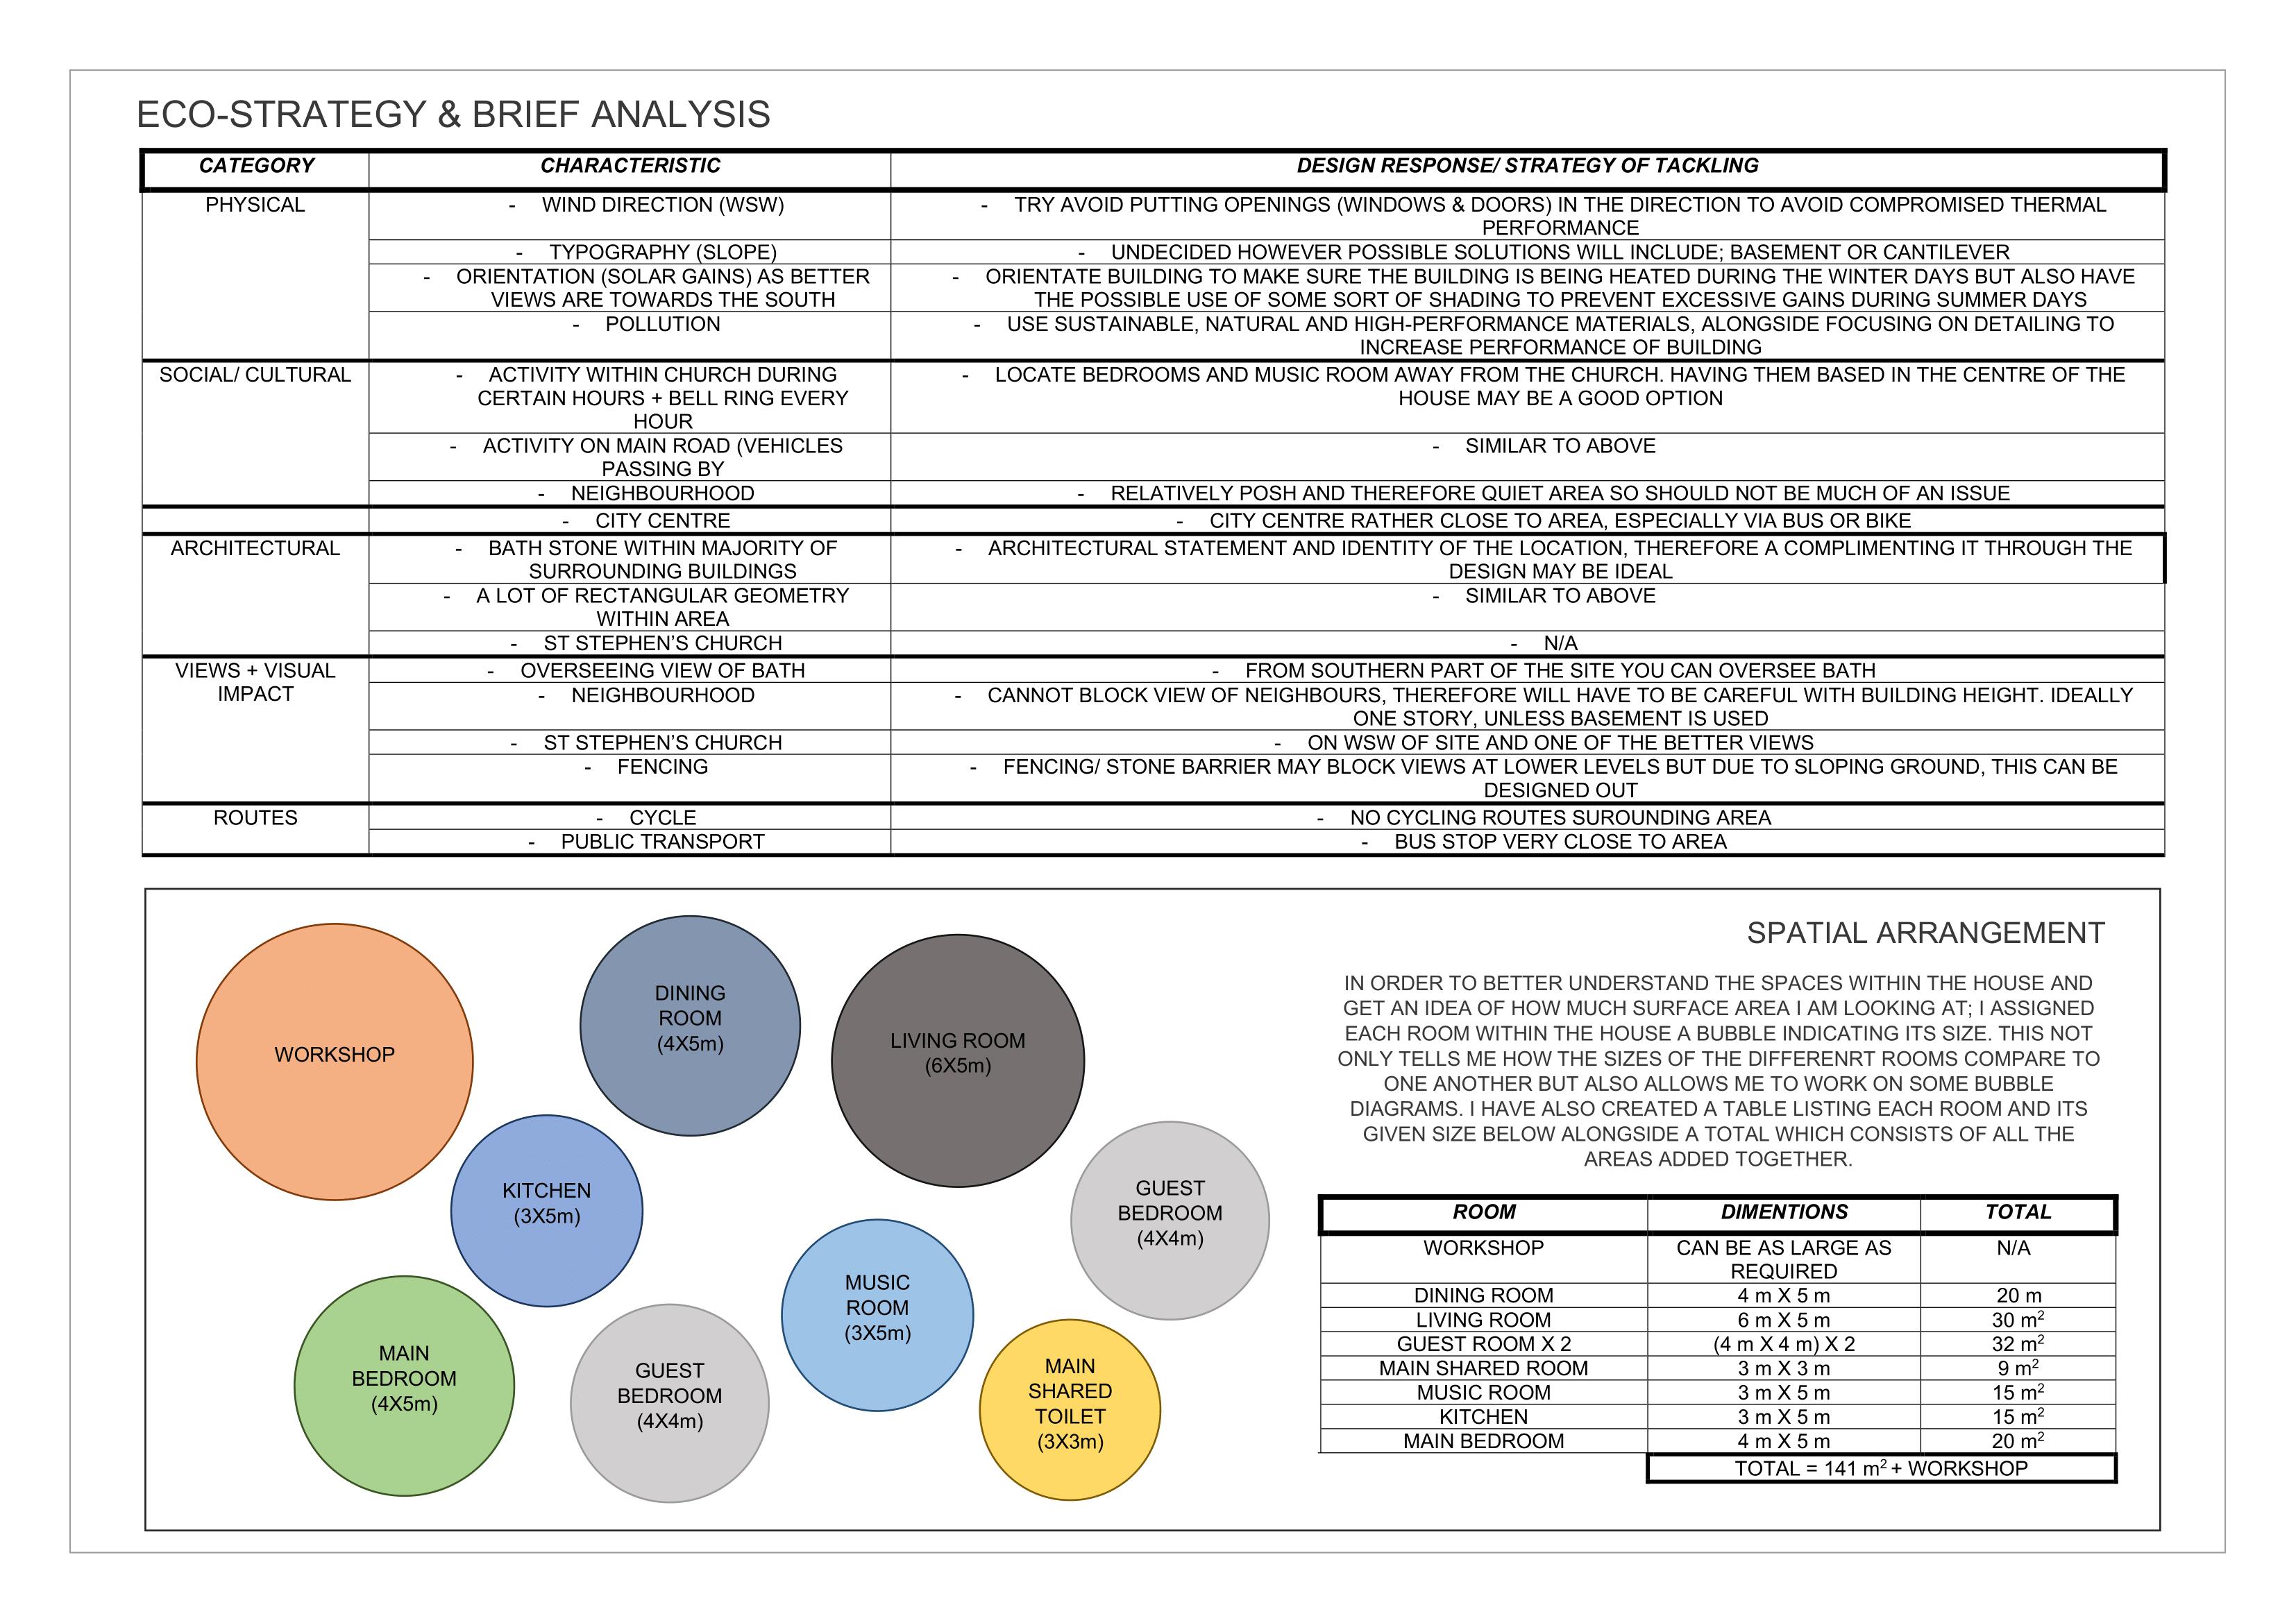 ECO-STRATEGY & BRIEF ANALYSIS
CATEGORY
CHARACTERISTIC
DESIGN RESPONSE/ STRATEGY OF TACKLING
PHYSICAL
- WIND DIRECTION (WSW)
- TRY AVOID PUTTING OPENINGS (WINDOWS & DOORS) IN THE DIRECTION TO AVOID COMPROMISED THERMAL
PERFORMANCE
- TYPOGRAPHY (SLOPE)
- UNDECIDED HOWEVER POSSIBLE SOLUTIONS WILL INCLUDE; BASEMENT OR CANTILEVER
- ORIENTATION (SOLAR GAINS) AS BETTER
VIEWS ARE TOWARDS THE SOUTH
- ORIENTATE BUILDING TO MAKE SURE THE BUILDING IS BEING HEATED DURING THE WINTER DAYS BUT ALSO HAVE
THE POSSIBLE USE OF SOME SORT OF SHADING TO PREVENT EXCESSIVE GAINS DURING SUMMER DAYS
- POLLUTION
- USE SUSTAINABLE, NATURAL AND HIGH-PERFORMANCE MATERIALS, ALONGSIDE FOCUSING ON DETAILING TO
INCREASE PERFORMANCE OF BUILDING
SOCIAL/ CULTURAL
- ACTIVITY WITHIN CHURCH DURING
CERTAIN HOURS + BELL RING EVERY
HOUR
- LOCATE BEDROOMS AND MUSIC ROOM AWAY FROM THE CHURCH. HAVING THEM BASED IN THE CENTRE OF THE
HOUSE MAY BE A GOOD OPTION
- ACTIVITY ON MAIN ROAD (VEHICLES
PASSING BY
- SIMILAR TO ABOVE
- NEIGHBOURHOOD
- RELATIVELY POSH AND THEREFORE QUIET AREA SO SHOULD NOT BE MUCH OF AN ISSUE
- CITY CENTRE
- CITY CENTRE RATHER CLOSE TO AREA, ESPECIALLY VIA BUS OR BIKE
ARCHITECTURAL
- BATH STONE WITHIN MAJORITY OF
SURROUNDING BUILDINGS
- ARCHITECTURAL STATEMENT AND IDENTITY OF THE LOCATION, THEREFORE A COMPLIMENTING IT THROUGH THE
DESIGN MAY BE IDEAL
- A LOT OF RECTANGULAR GEOMETRY
WITHIN AREA
- SIMILAR TO ABOVE
- ST STEPHEN'S CHURCH
- N/A
VIEWS + VISUAL
IMPACT
- OVERSEEING VIEW OF BATH
- FROM SOUTHERN PART OF THE SITE YOU CAN OVERSEE BATH
- NEIGHBOURHOOD
- CANNOT BLOCK VIEW OF NEIGHBOURS, THEREFORE WILL HAVE TO BE CAREFUL WITH BUILDING HEIGHT. IDEALLY
ONE STORY, UNLESS BASEMENT IS USED
- ST STEPHEN'S CHURCH
- ON WSW OF SITE AND ONE OF THE BETTER VIEWS
- FENCING
- FENCING/ STONE BARRIER MAY BLOCK VIEWS AT LOWER LEVELS BUT DUE TO SLOPING GROUND, THIS CAN BE
DESIGNED OUT
ROUTES
- CYCLE
- NO CYCLING ROUTES SUROUNDING AREA
- PUBLIC TRANSPORT
- BUS STOP VERY CLOSE TO AREA
WORKSHOP
DINING
ROOM
(4X5m)
LIVING ROOM
(6X5m)
KITCHEN
(3X5m)
GUEST
BEDROOM
(4X4m)
MUSIC
ROOM
(3X5m)
MAIN
BEDROOM
(4X5m)
GUEST
BEDROOM
(4X4m)
MAIN
SHARED
TOILET
(3X3m)
SPATIAL ARRANGEMENT
IN ORDER TO BETTER UNDERSTAND THE SPACES WITHIN THE HOUSE AND
GET AN IDEA OF HOW MUCH SURFACE AREA I AM LOOKING AT; I ASSIGNED
EACH ROOM WITHIN THE HOUSE A BUBBLE INDICATING ITS SIZE. THIS NOT
ONLY TELLS ME HOW THE SIZES OF THE DIFFERENRT ROOMS COMPARE TO
ONE ANOTHER BUT ALSO ALLOWS ME TO WORK ON SOME BUBBLE
DIAGRAMS. I HAVE ALSO CREATED A TABLE LISTING EACH ROOM AND ITS
GIVEN SIZE BELOW ALONGSIDE A TOTAL WHICH CONSISTS OF ALL THE
AREAS ADDED TOGETHER.
ROOM DIMENTIONS TOTAL
WORKSHOP
CAN BE AS LARGE AS
REQUIRED
N/A
DINING ROOM 4 m X 5 m 20 m
LIVING ROOM 6 m X 5 m 30 m²
GUEST ROOM X 2 (4 m X 4 m) X 2 32 m²
MAIN SHARED ROOM 3 m X 3 m 9 m²
MUSIC ROOM 3 m X 5 m 15 m²
KITCHEN 3 m X 5 m 15 m²
MAIN BEDROOM 4 m X 5 m 20 m²
TOTAL = 141 m² + WORKSHOP